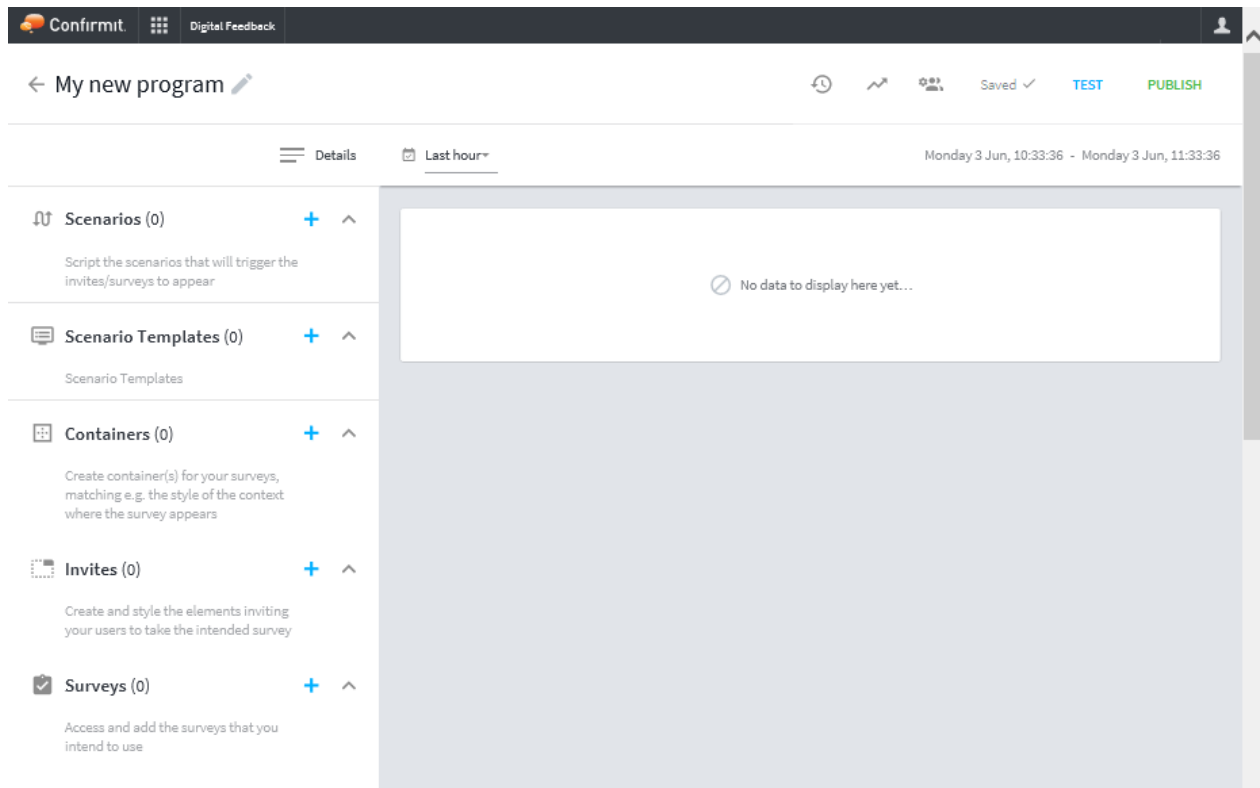 Confirmit. Digital Feedback
My new program
Saved TEST PUBLISH
Details Last hour Monday 3 Jun, 10:33:36 - Monday 3 Jun, 11:33:36
Scenarios (0)
Script the scenarios that will trigger the
invites/surveys to appear
No data to display here yet...
Scenario Templates (0)
Scenario Templates
Containers (0)
Create container(s) for your surveys,
matching e.g. the style of the context
where the survey appears
Invites (0)
Create and style the elements inviting
your users to take the intended survey
Surveys (0)
Access and add the surveys that you
intend to use